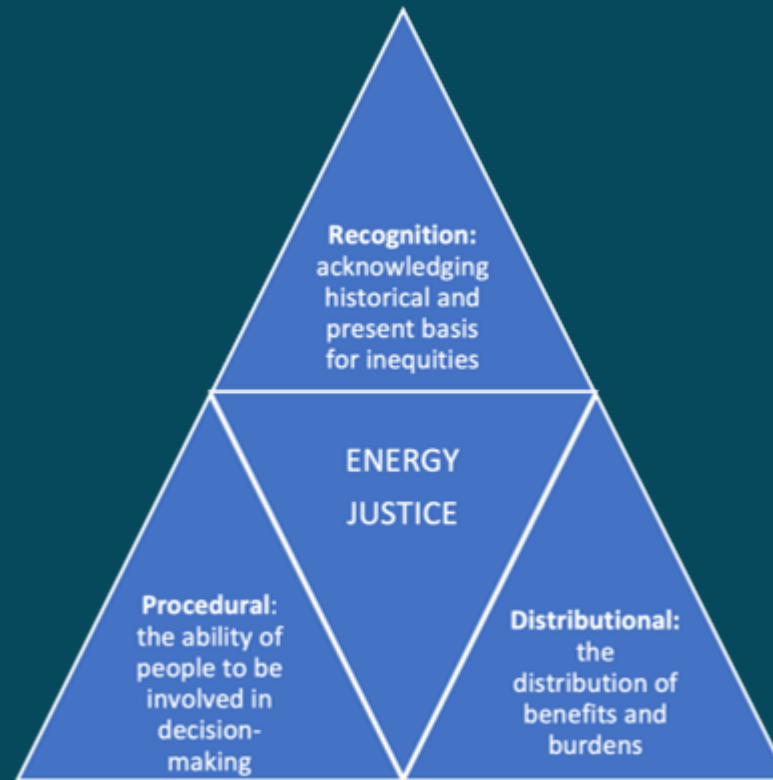 Recognition:
acknowledging
historical and
present basis
for inequities
ENERGY
JUSTICE
Procedural:
the ability of
people to be
involved in
decision-
making
Distributional:
the
distribution of
benefits and
burdens